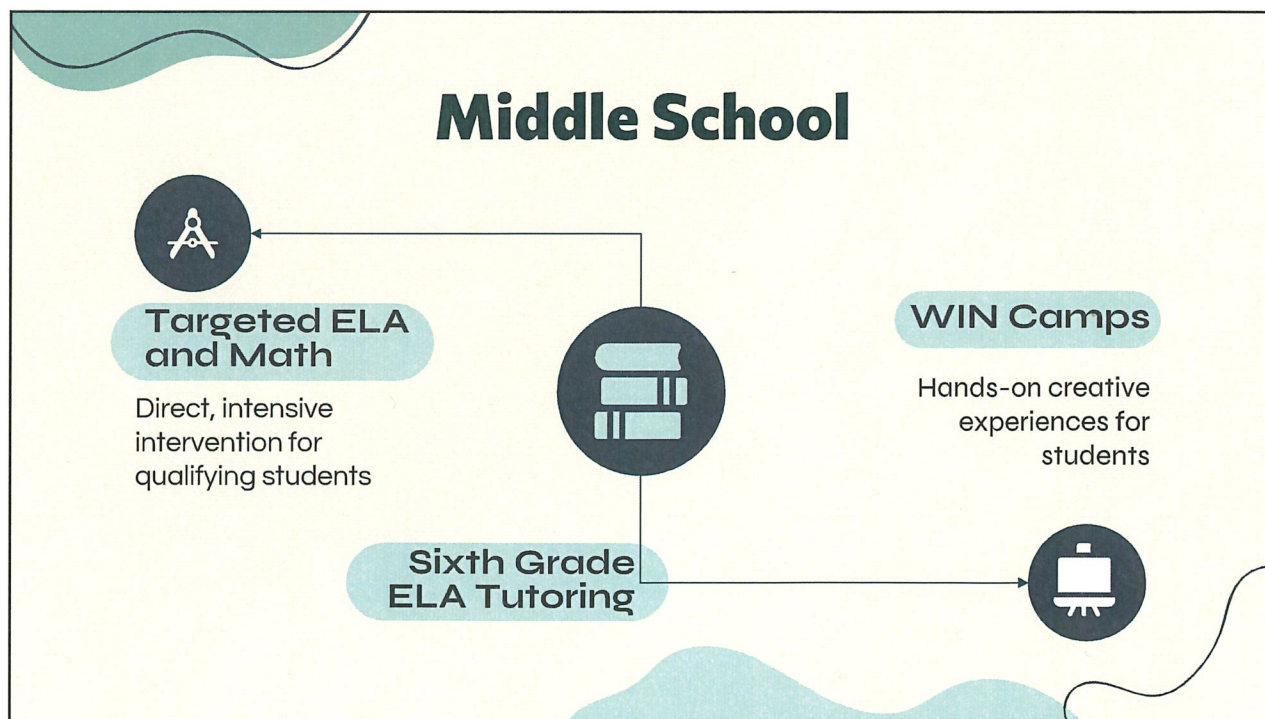 Middle School
Targeted ELA
and Math
Direct, intensive
intervention for
qualifying students
WIN Camps
Hands-on creative
experiences for
students
Sixth Grade
ELA Tutoring